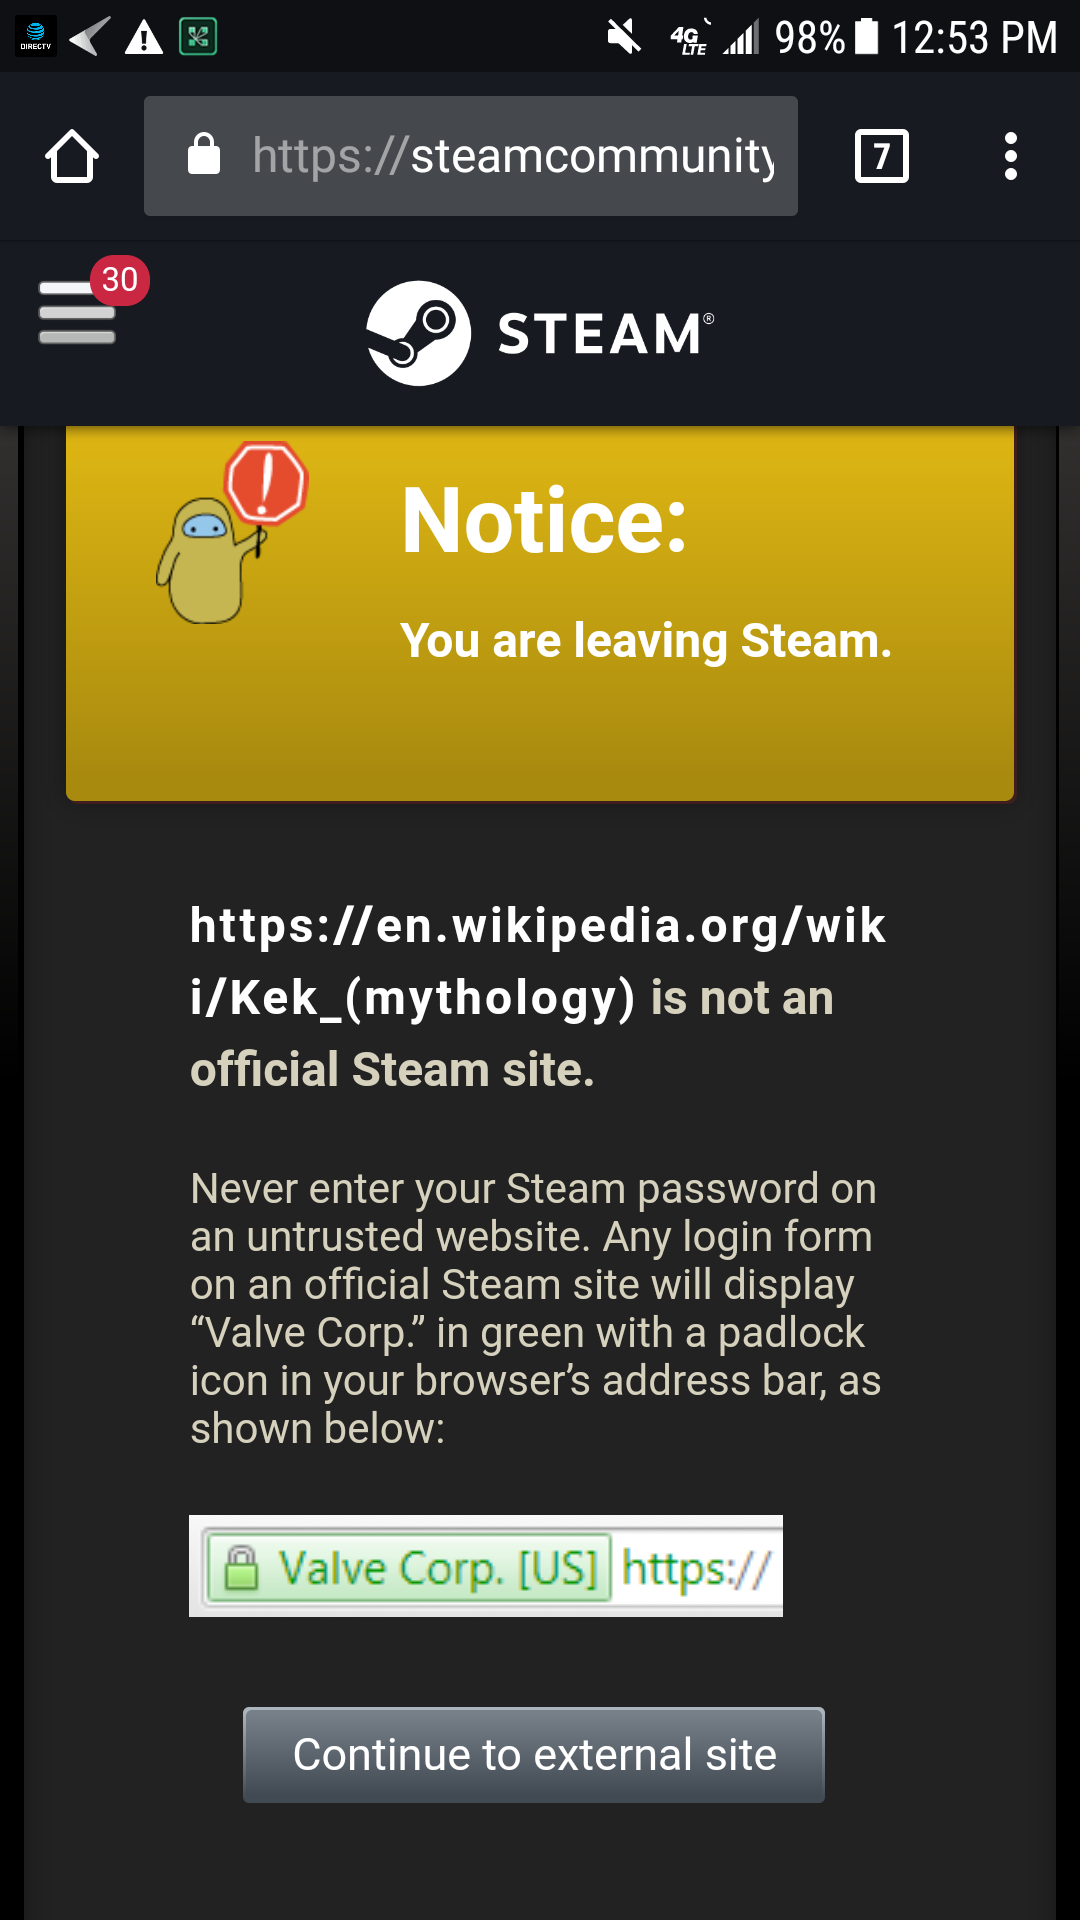 DIRECTV
4G LTE 98% 12:53 PM
https://steamcommunity
7
30
STEAM®
Notice:
You are leaving Steam.
https://en.wikipedia.org/wik
i/Kek_(mythology) is not an
official Steam site.
Never enter your Steam password on
an untrusted website. Any login form
on an official Steam site will display
“Valve Corp.” in green with a padlock
icon in your browser’s address bar, as
shown below:
Valve Corp. [US] https://
Continue to external site